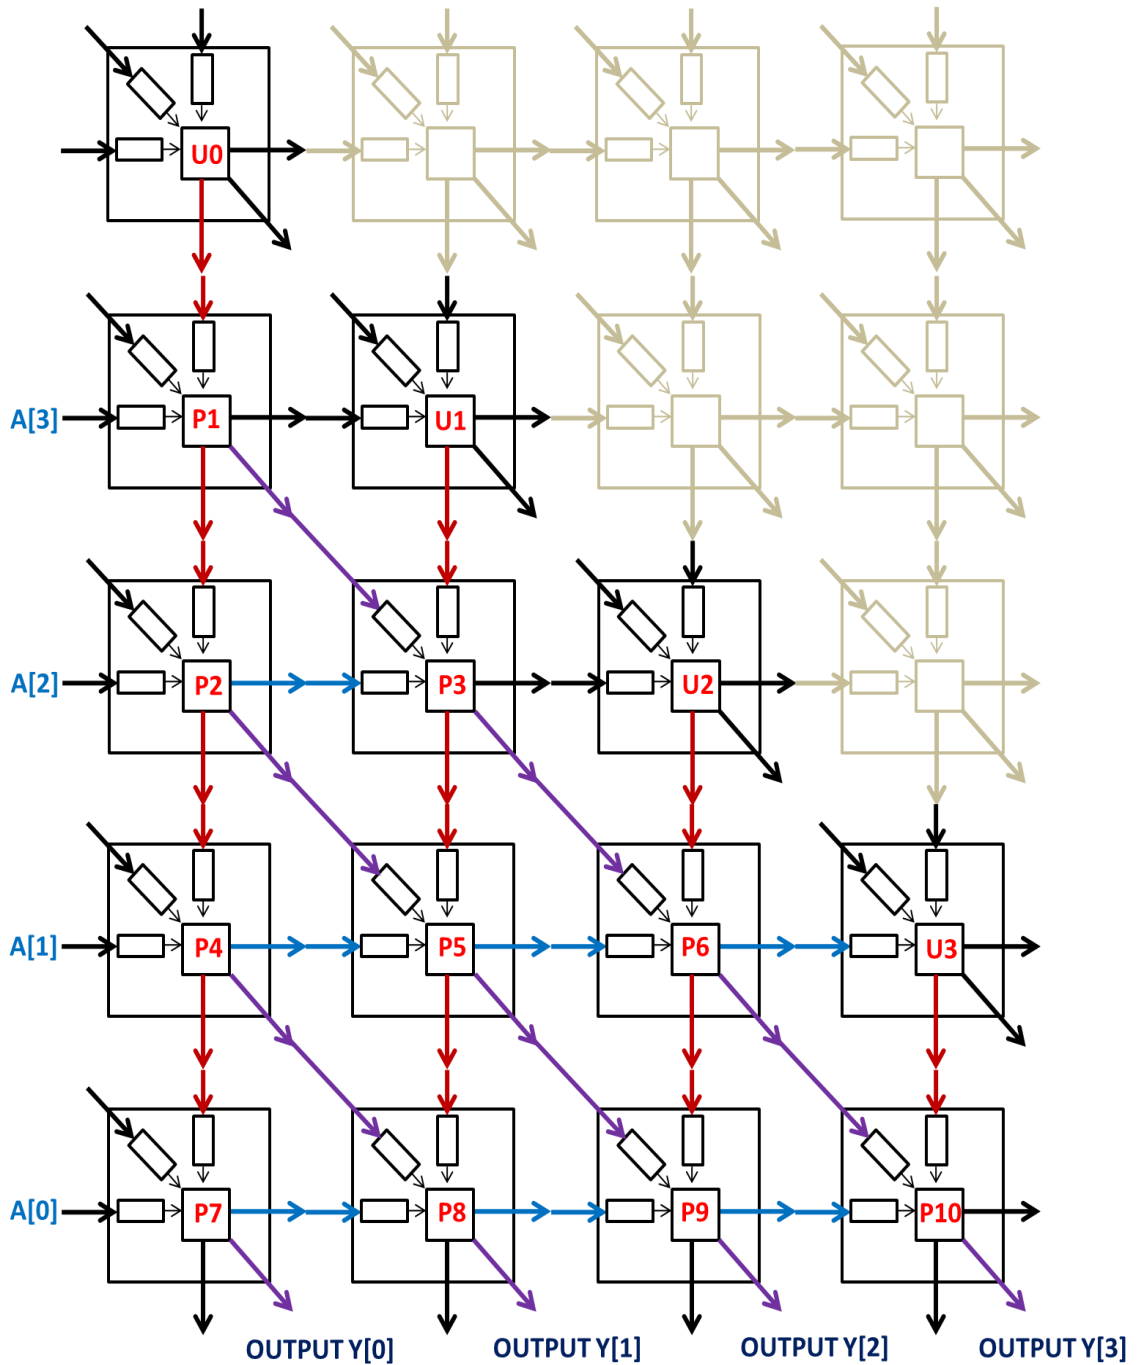 U0
A[3]
P1
U1
A[2]
P2
P3
U2
A[1]
P4
P5
P6
U3
A[0]
P7
P8
P9
P10
OUTPUT Y[0]
OUTPUT Y[1]
OUTPUT Y[2]
OUTPUT Y[3]